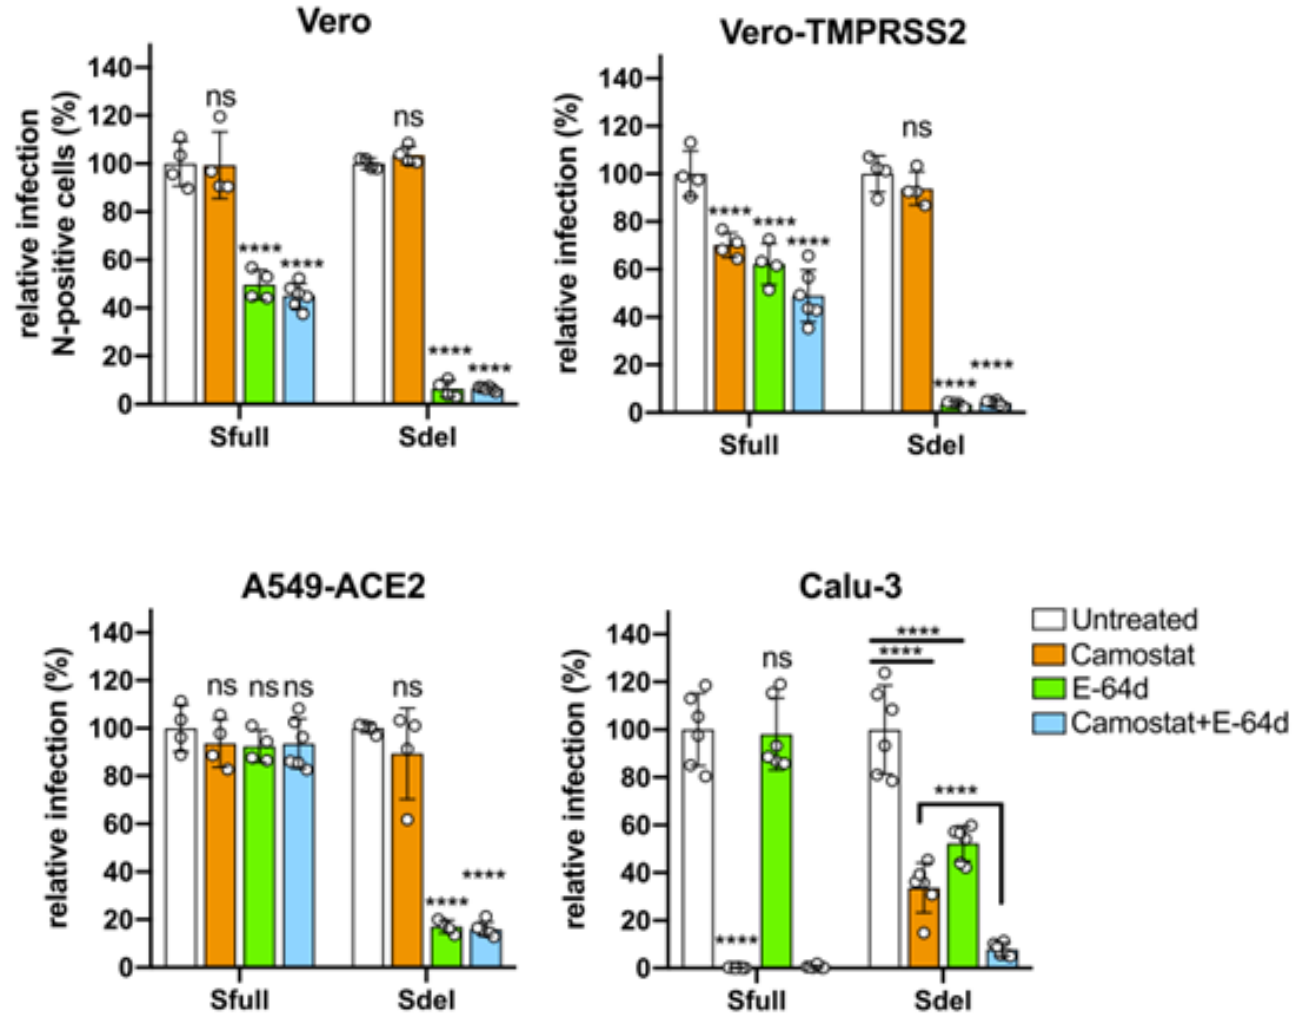 Vero
relative infection
N-positive cells (%)
140
120
100
80
60
40
20
0
ns
****
****
ns
****
****
Sfull
Sdel
Vero-TMPRSS2
relative infection (%)
140
120
100
80
60
40
20
0
****
****
****
ns
****
****
Sfull
Sdel
A549-ACE2
relative infection (%)
140
120
100
80
60
40
20
0
ns
ns
ns
ns
****
****
Sfull
Sdel
Calu-3
relative infection (%)
140
120
100
80
60
40
20
0
****
ns
****
****
****
Sfull
Sdel
Untreated
Camostat
E-64d
Camostat+E-64d